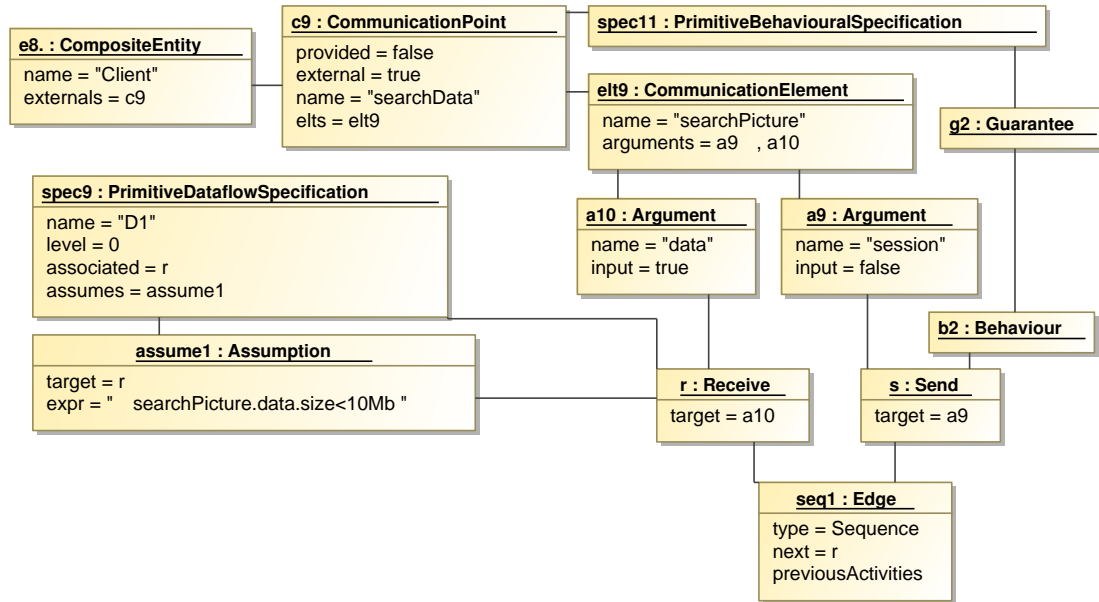 c9 : CommunicationPoint
provided = false
external = true
name = "searchData"
elts = elt9
spec11 : PrimitiveBehaviouralSpecification
e8. : CompositeEntity
name = "Client"
externals = c9
elt9 : CommunicationElement
name = "searchPicture"
arguments = a9 , a10
g2 : Guarantee
spec9 : PrimitiveDataflowSpecification
name = "D1"
level = 0
associated = r
assumes = assume1
a10 : Argument
name = "data"
input = true
a9 : Argument
name = "session"
input = false
b2 : Behaviour
assume1 : Assumption
target = r
expr = " searchPicture.data.size<10Mb "
r : Receive
target = a10
s : Send
target = a9
seq1 : Edge
type = Sequence
next = r
previousActivities